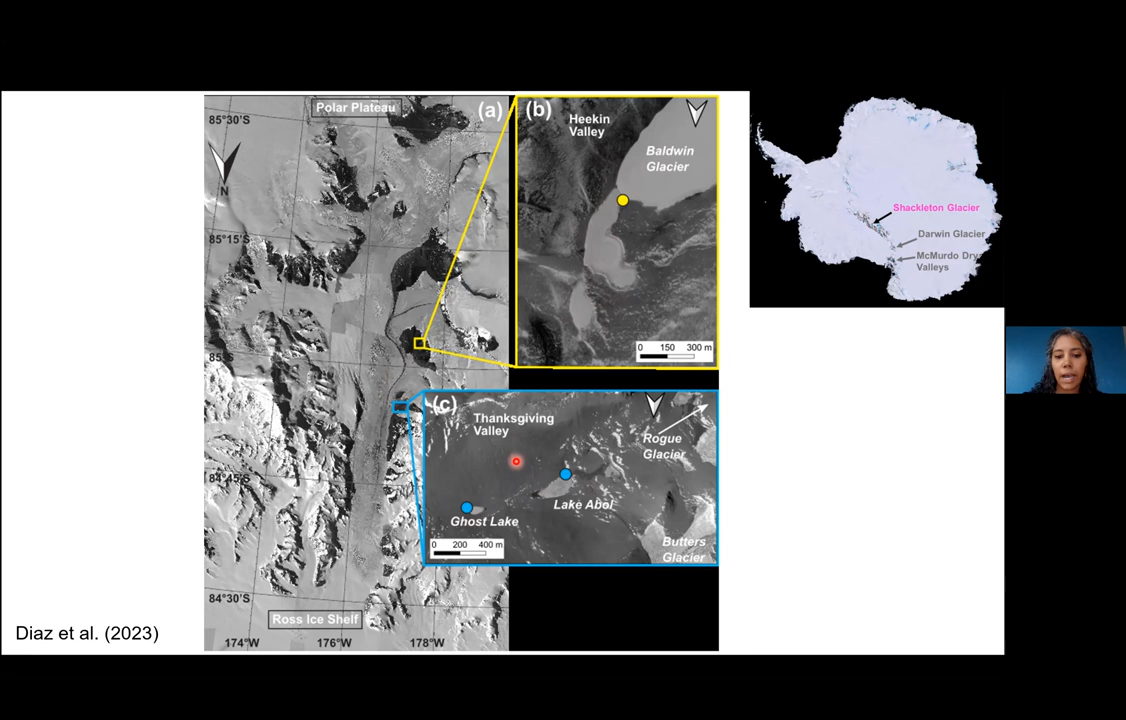 Polar Plateau
(a)
85°30'S
N
85°15'S
85°S
84°45'S
84°30'S
Ross Ice Shelf
174°W
176°W
178°W
(b)
Heekin
Valley
Baldwin
Glacier
0 150 300 m
(c)
Thanksgiving
Valley
Rogue
Glacier
Lake Abol
Ghost Lake
0 200 400 m
Butters
Glacier
Shackleton Glacier
Darwin Glacier
McMurdo Dry
Valleys
Diaz et al. (2023)